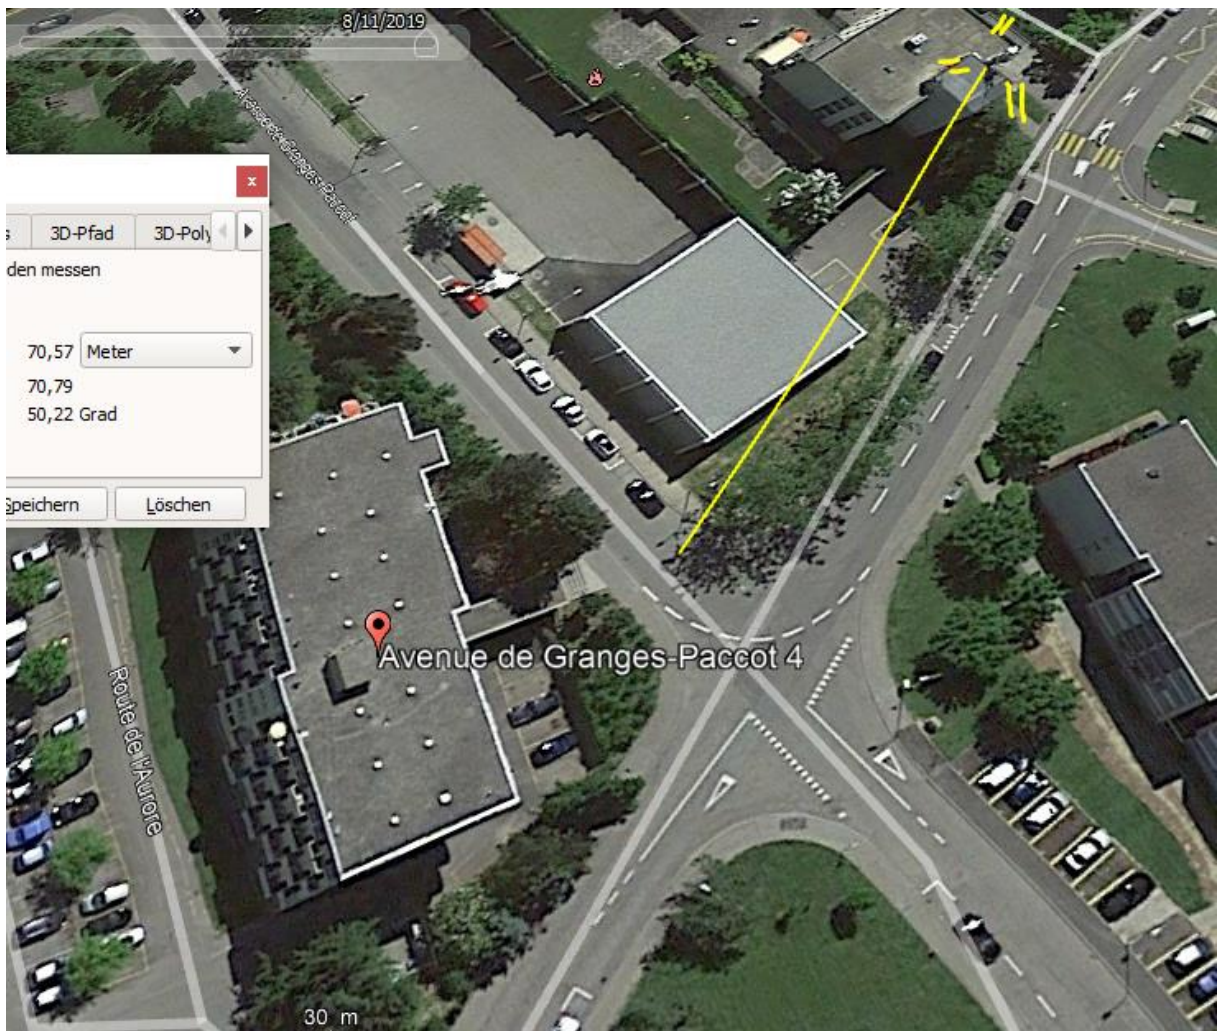 8/11/2019
Avenue de Granges-Paccot
x
s 3D-Pfad 3D-Poly
den messen
70,57 Meter
70,79
50,22 Grad
Speichern Löschen
Avenue de Granges-Paccot 4
Route de l'Aurore
30 m